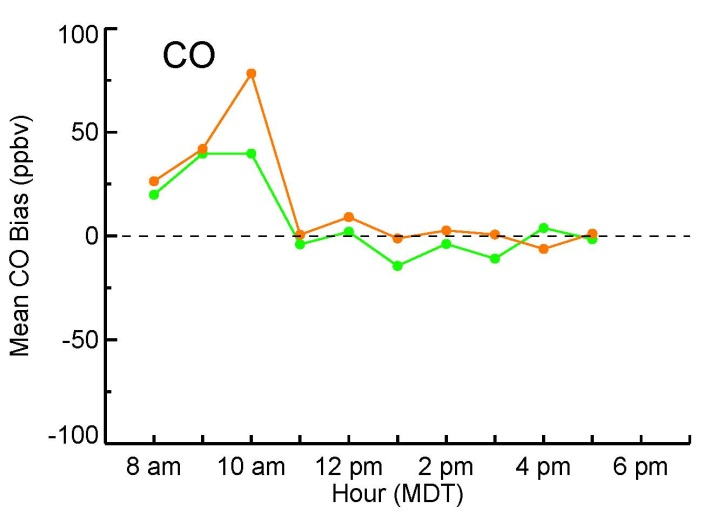 CO
100
50
0
-50
-100
Mean CO Bias (ppbv)
8 am 10 am 12 pm 2 pm 4 pm 6 pm
Hour (MDT)